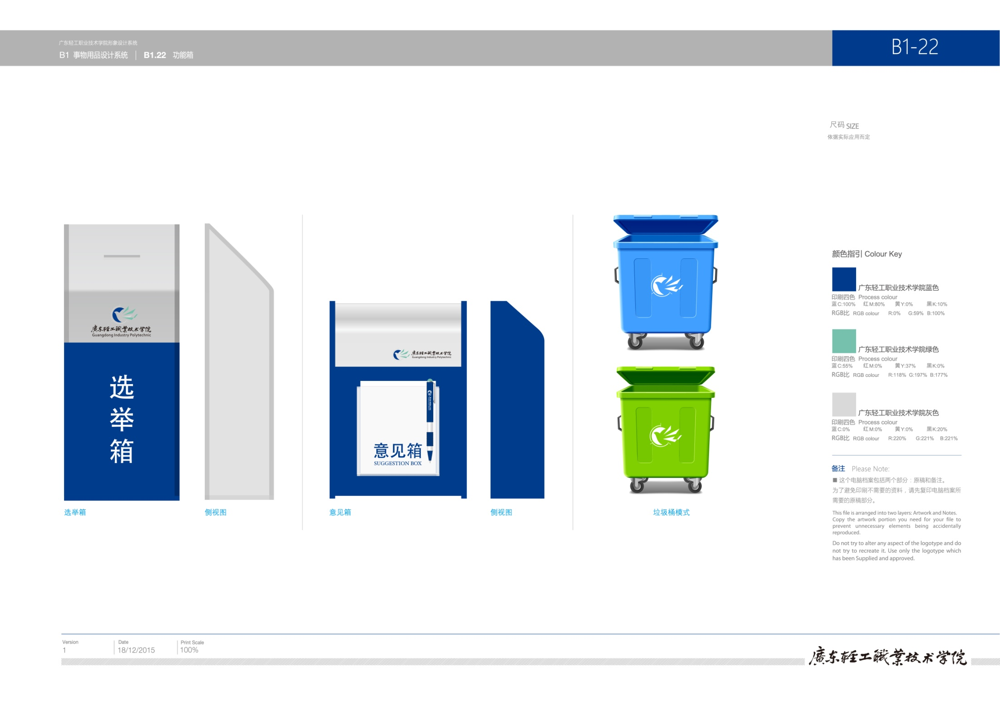 广东轻工职业技术学院形象设计系统
B1 事物用品设计系统 B1.22 功能箱
B1-22
尺码 SIZE
依据实际应用而定
廣东轻工職業技术学院
Guangdong Industry Polytechnic
选
举
箱
选举箱
侧视图
廣东轻工職業技术学院
Guangdong Industry Polytechnic
意见箱
SUGGESTION BOX
意见箱
侧视图
垃圾桶模式
颜色指引 Colour Key
广东轻工职业技术学院蓝色
印刷四色 Process colour
蓝C:100% 红M:80% 黄Y:0% 黑K:10%
RGB比 RGB colour R:0% G:59% B:100%
广东轻工职业技术学院绿色
印刷四色 Process colour
蓝C:55% 红M:0% 黄Y:37% 黑K:0%
RGB比 RGB colour R:118% G:197% B:177%
广东轻工职业技术学院灰色
印刷四色 Process colour
蓝C:0% 红M:0% 黄Y:0% 黑K:20%
RGB比 RGB colour R:220% G:221% B:221%
备注 Please Note:
■ 这个电脑档案包括两个部分：原稿和备注。
为了避免印刷不需要的资料，请先复印电脑档案所
需要的原稿部分。
This file is arranged into two layers: Artwork and Notes.
Copy the artwork portion you need for your file to
prevent unnecessary elements being accidentally
reproduced.
Do not try to alter any aspect of the logotype and do
not try to recreate it. Use only the logotype which
has been Supplied and approved.
Version
1
Date
18/12/2015
Print Scale
100%
廣东轻工職業技术学院